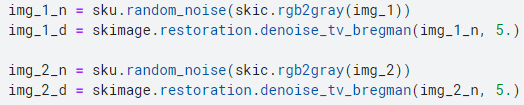 img_1_n = sku.random_noise(skic.rgb2gray(img_1))
img_1_d = skimage.restoration.denoise_tv_bregman(img_1_n, 5.)
img_2_n = sku.random_noise(skic.rgb2gray(img_2))
img_2_d = skimage.restoration.denoise_tv_bregman(img_2_n, 5.)